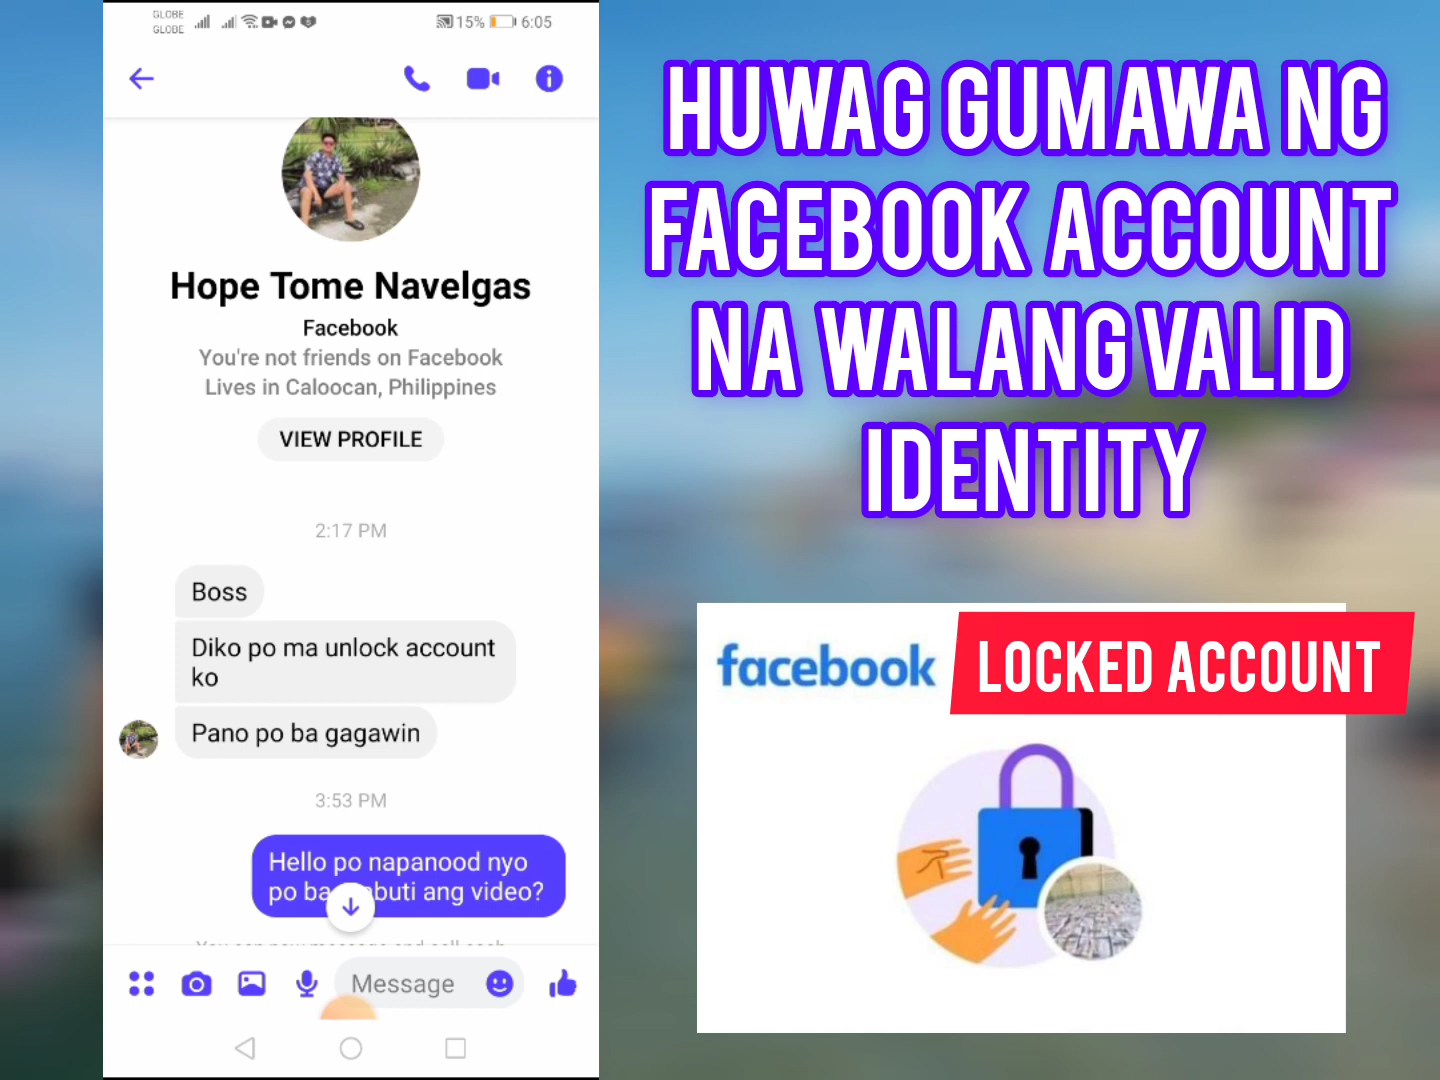 GLOBE
GLOBE
15% 6:05
Hope Tome Navelgas
Facebook
You're not friends on Facebook
Lives in Caloocan, Philippines
VIEW PROFILE
2:17 PM
Boss
Diko po ma unlock account
ko
Pano po ba gagawin
3:53 PM
Hello po napanood nyo
po ba ang video?
Message
HUWAG GUMAWA NG
FACEBOOK ACCOUNT
NA WALANG VALID
IDENTITY
facebook
LOCKED ACCOUNT